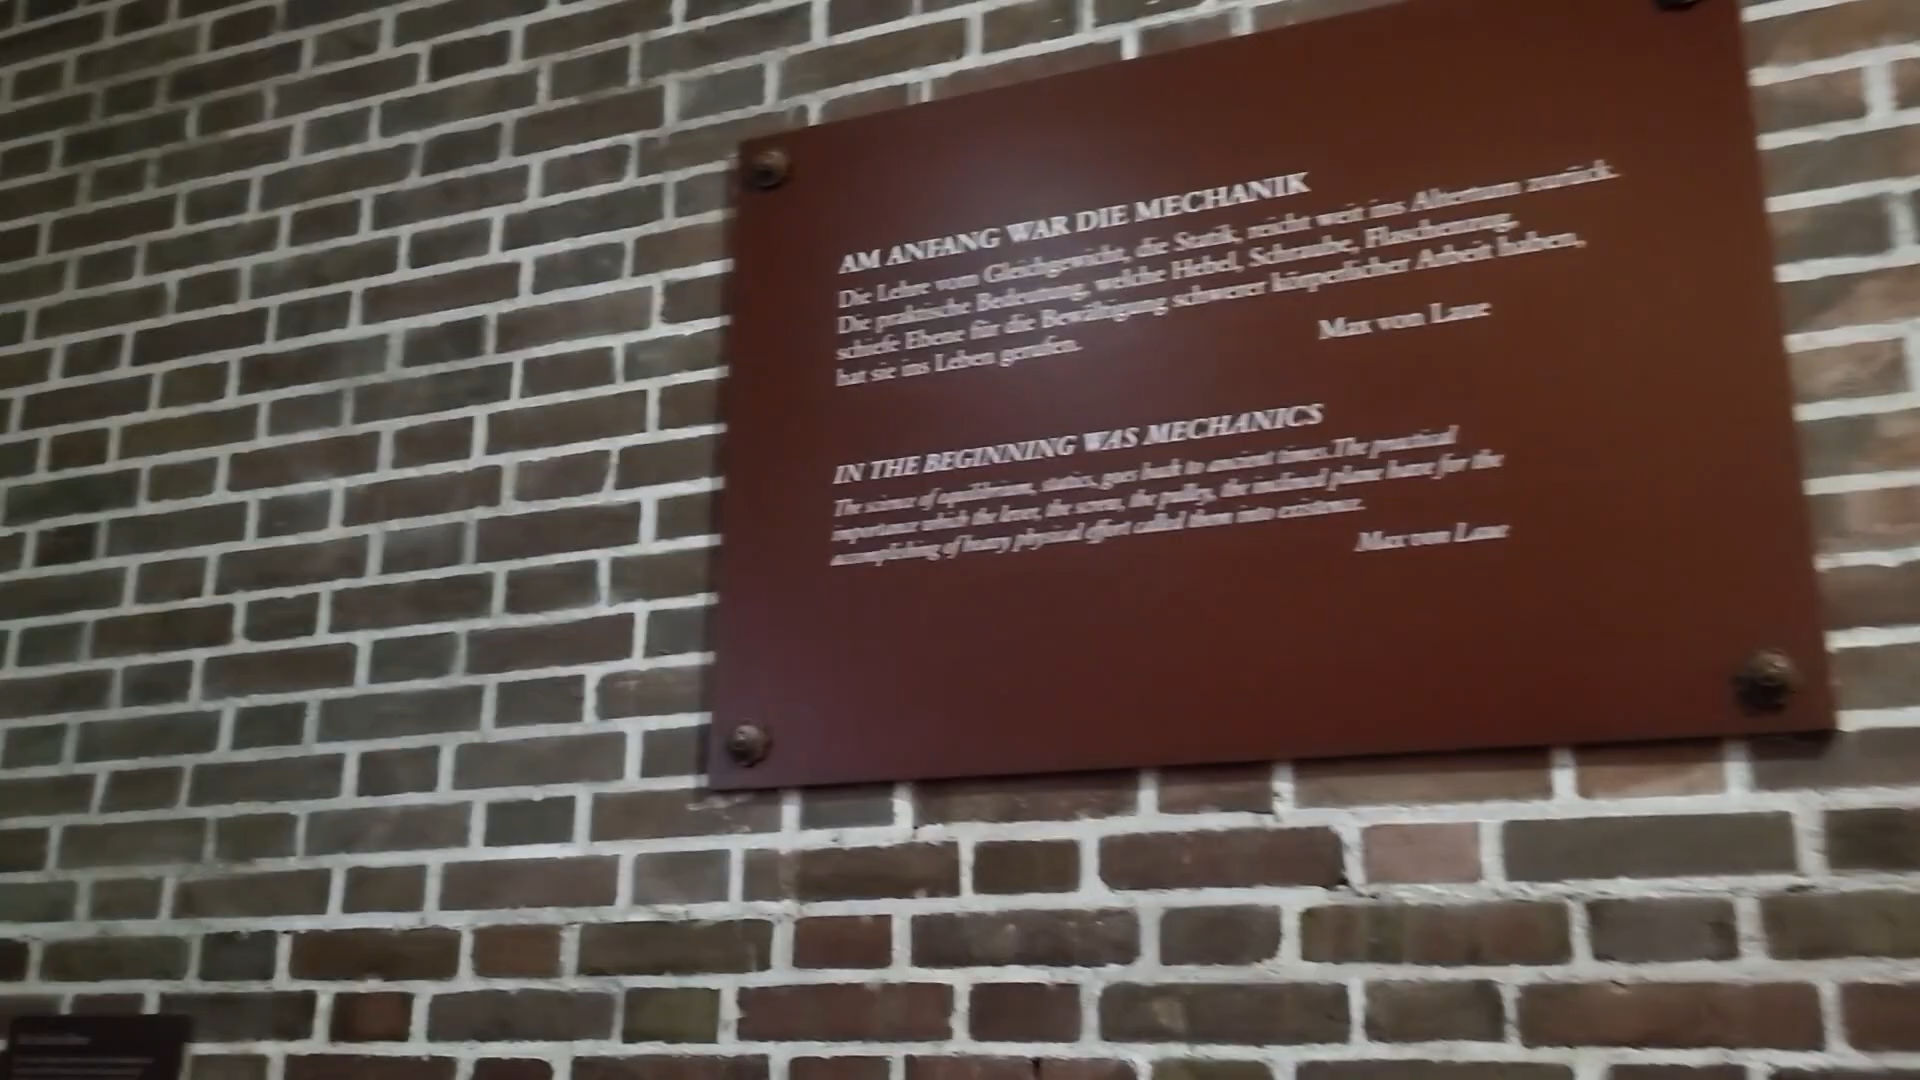 AM ANFANG WAR DIE MECHANIK
Die Lehre vom Gleichgewicht, die Statik, reicht weit ins Altertum zurück.
Die praktische Bedeutung, welche Hebel, Schraube, Flaschenzug,
schiefe Ebene für die Bewältigung schwerer körperlicher Arbeit haben,
hat sie ins Leben gerufen.
Max von Laue
IN THE BEGINNING WAS MECHANICS
The science of equilibrium, statics, goes back to ancient times. The practical
importance which the lever, the screw, the pulley, the inclined plane have for the
accomplishing of heavy physical effort called them into existence.
Max von Laue